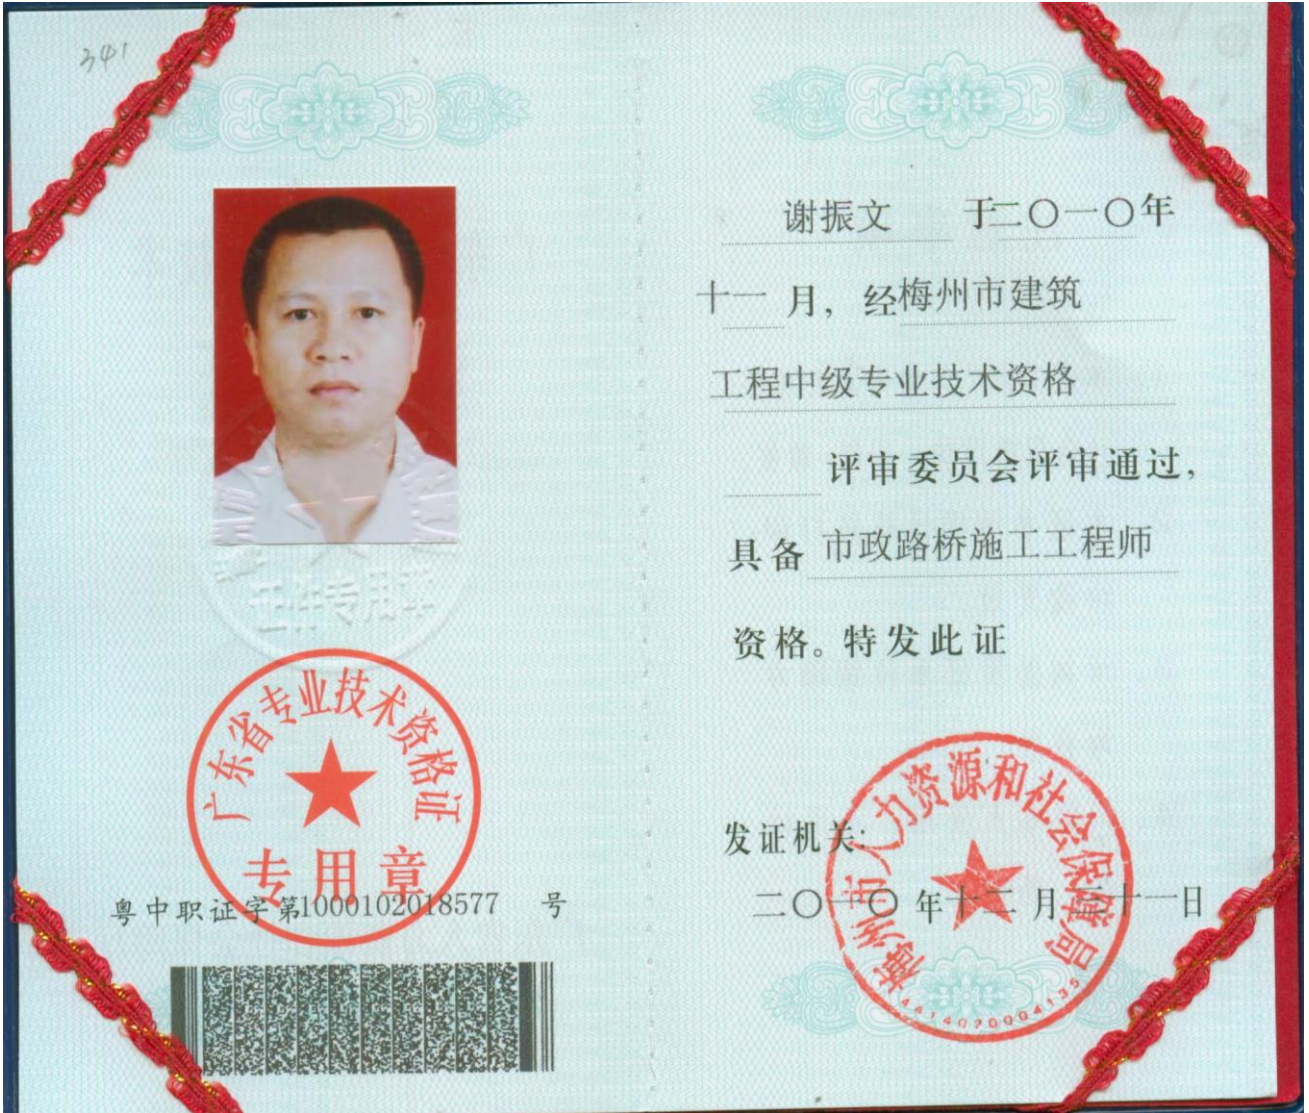 341
证件专用章
广东省专业技术资格证
专用章
粤中职证字第1000102018577 号
谢振文 于二〇一〇年
十一 月，经梅州市建筑
工程中级专业技术资格
评审委员会评审通过，
具备 市政路桥施工工程师
资格。特发此证
发证机关：
二〇一〇年十二月三十一日
梅州市人力资源和社会保障局